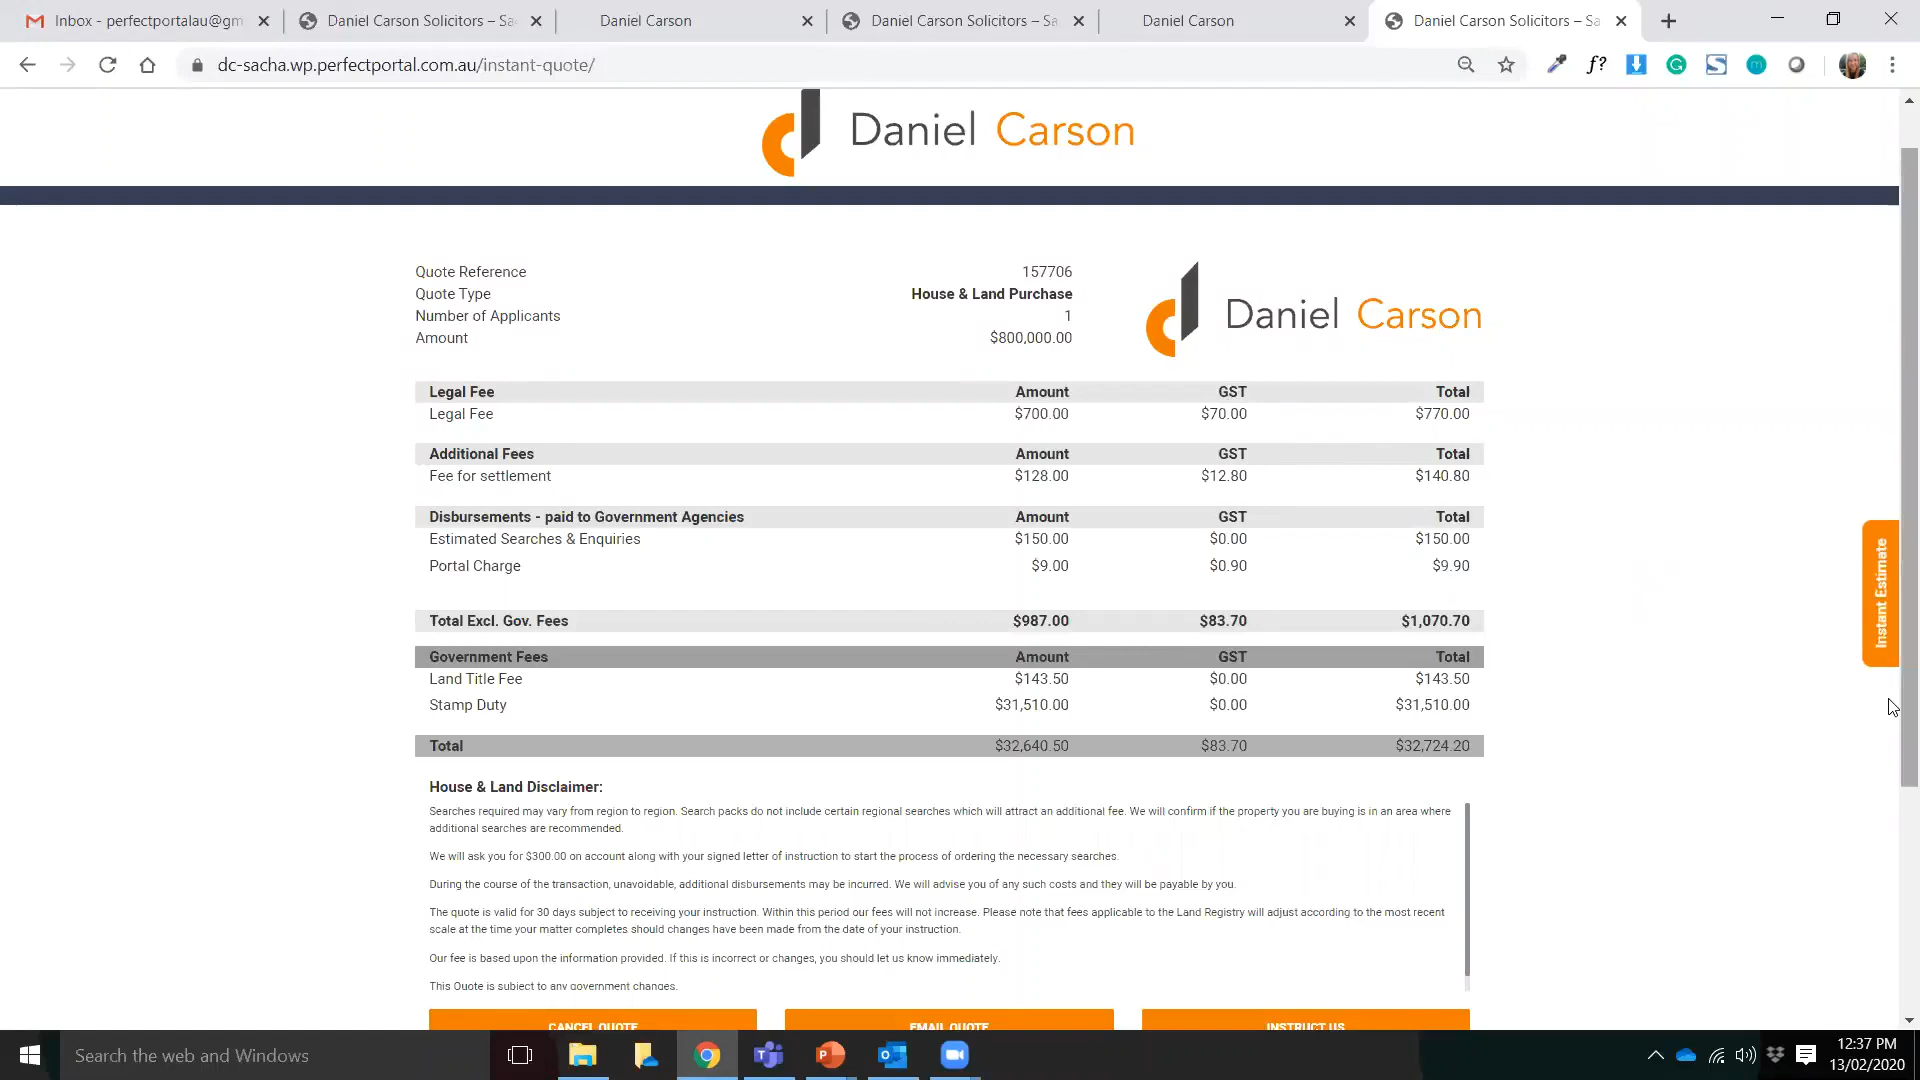 Inbox - perfectportalau@gm
Daniel Carson Solicitors – Sa
Daniel Carson
Daniel Carson Solicitors – Sa
Daniel Carson
Daniel Carson Solicitors – Sa
dc-sacha.wp.perfectportal.com.au/instant-quote/
f?
Daniel Carson
Quote Reference 157706
Quote Type House & Land Purchase
Number of Applicants 1
Amount $800,000.00
Daniel Carson
Legal Fee Amount GST Total
Legal Fee $700.00 $70.00 $770.00
Additional Fees Amount GST Total
Fee for settlement $128.00 $12.80 $140.80
Disbursements - paid to Government Agencies Amount GST Total
Estimated Searches & Enquiries $150.00 $0.00 $150.00
Portal Charge $9.00 $0.90 $9.90
Total Excl. Gov. Fees $987.00 $83.70 $1,070.70
Government Fees Amount GST Total
Land Title Fee $143.50 $0.00 $143.50
Stamp Duty $31,510.00 $0.00 $31,510.00
Total $32,640.50 $83.70 $32,724.20
Instant Estimate
House & Land Disclaimer:
Searches required may vary from region to region. Search packs do not include certain regional searches which will attract an additional fee. We will confirm if the property you are buying is in an area where
additional searches are recommended.
We will ask you for $300.00 on account along with your signed letter of instruction to start the process of ordering the necessary searches.
During the course of the transaction, unavoidable, additional disbursements may be incurred. We will advise you of any such costs and they will be payable by you.
The quote is valid for 30 days subject to receiving your instruction. Within this period our fees will not increase. Please note that fees applicable to the Land Registry will adjust according to the most recent
scale at the time your matter completes should changes have been made from the date of your instruction.
Our fee is based upon the information provided. If this is incorrect or changes, you should let us know immediately.
This Quote is subject to any government changes.
CANCEL QUOTE EMAIL QUOTE INSTRUCT US
Search the web and Windows
12:37 PM
13/02/2020